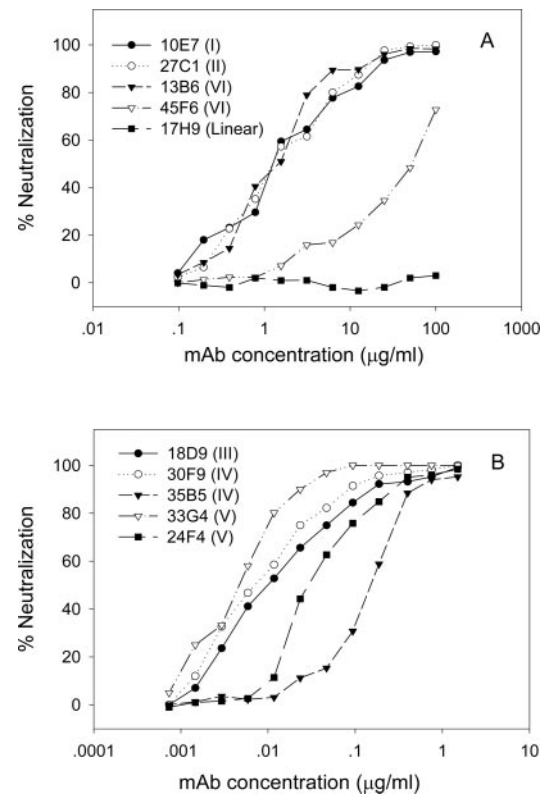 A
10E7 (I)
27C1 (II)
13B6 (VI)
45F6 (VI)
17H9 (Linear)
100
80
60
40
20
0
% Neutralization
.01 .1 1 10 100 1000
mAb concentration (μg/ml)
B
18D9 (III)
30F9 (IV)
35B5 (IV)
33G4 (V)
24F4 (V)
100
80
60
40
20
0
% Neutralization
.0001 .001 .01 .1 1 10
mAb concentration (μg/ml)